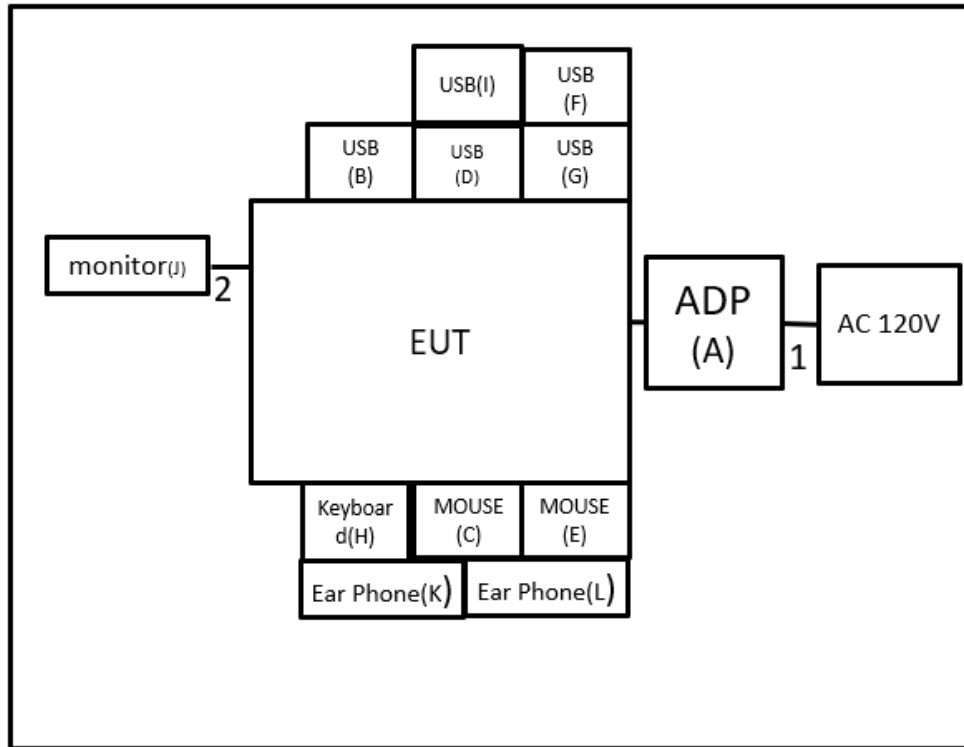 USB(I)
USB
(F)
USB
(B)
USB
(D)
USB
(G)
monitor(J)
2
EUT
ADP
(A)
1
AC 120V
Keyboar
d(H)
MOUSE
(C)
MOUSE
(E)
Ear Phone(K)
Ear Phone(L)